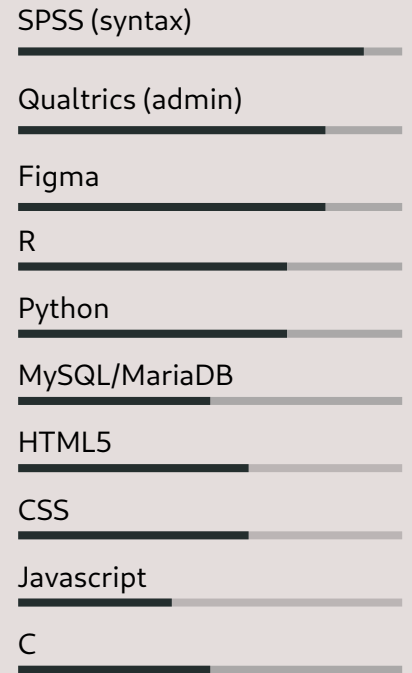 SPSS (syntax)
Qualtrics (admin)
Figma
R
Python
MySQL/MariaDB
HTML5
CSS
Javascript
C